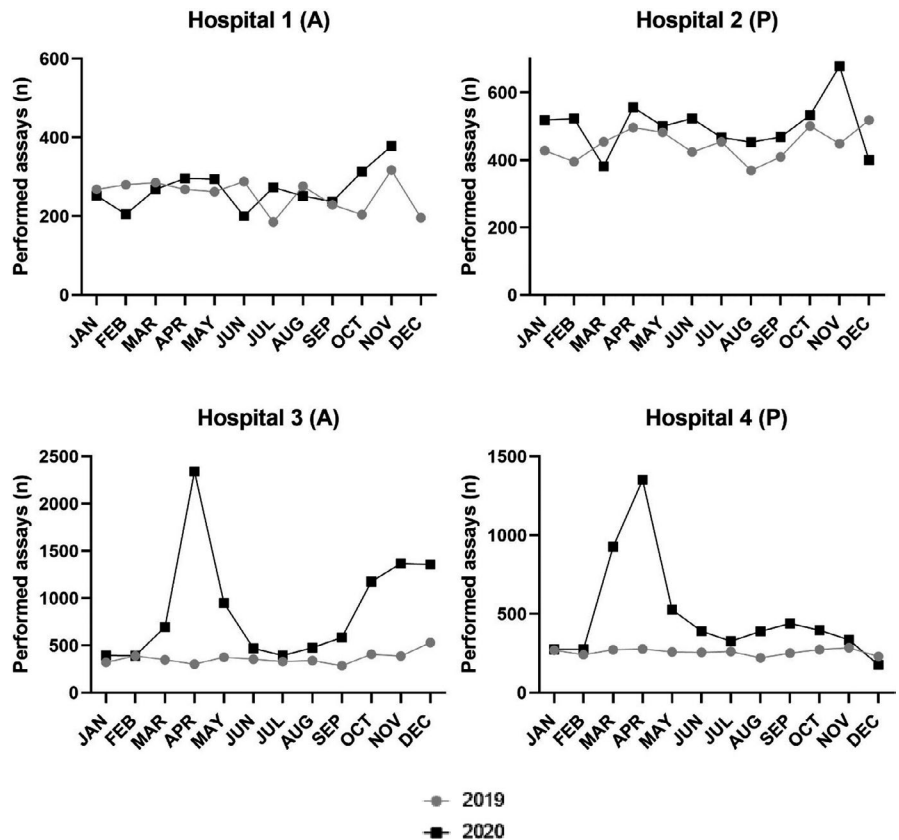 Hospital 1 (A)
Performed assays (n)
600
400
200
0
JAN
FEB
MAR
APR
MAY
JUN
JUL
AUG
SEP
OCT
NOV
DEC
Hospital 2 (P)
Performed assays (n)
600
400
200
0
JAN
FEB
MAR
APR
MAY
JUN
JUL
AUG
SEP
OCT
NOV
DEC
Hospital 3 (A)
Performed assays (n)
2500
2000
1500
1000
500
0
JAN
FEB
MAR
APR
MAY
JUN
JUL
AUG
SEP
OCT
NOV
DEC
Hospital 4 (P)
Performed assays (n)
1500
1000
500
0
JAN
FEB
MAR
APR
MAY
JUN
JUL
AUG
SEP
OCT
NOV
DEC
2019
2020